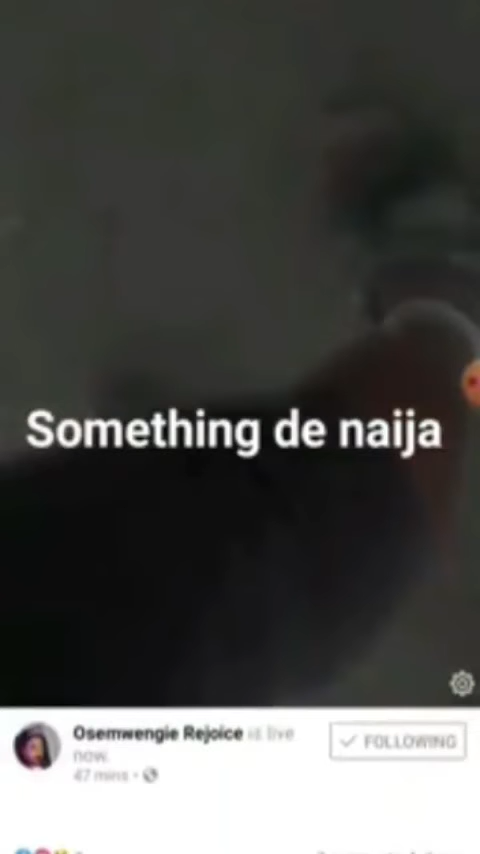 Something de naija
Osemwengie Rejoice is live
now.
47 mins
FOLLOWING